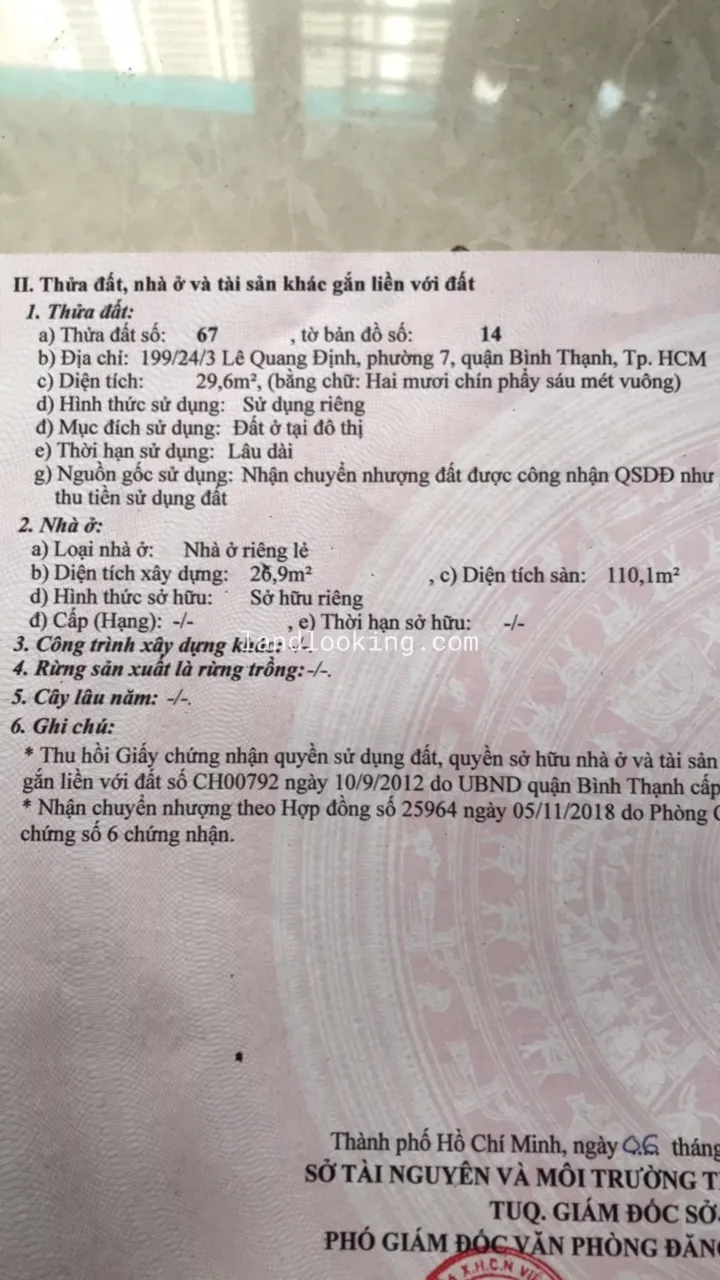 II. Thửa đất, nhà ở và tài sản khác gắn liền với đất
1. Thửa đất:
a) Thửa đất số: 67 , tờ bản đồ số: 14
b) Địa chỉ: 199/24/3 Lê Quang Định, phường 7, quận Bình Thạnh, Tp. HCM
c) Diện tích: 29,6m², (bằng chữ: Hai mươi chín phẩy sáu mét vuông)
d) Hình thức sử dụng: Sử dụng riêng
đ) Mục đích sử dụng: Đất ở tại đô thị
e) Thời hạn sử dụng: Lâu dài
g) Nguồn gốc sử dụng: Nhận chuyển nhượng đất được công nhận QSDĐ như
thu tiền sử dụng đất
2. Nhà ở:
a) Loại nhà ở: Nhà ở riêng lẻ
b) Diện tích xây dựng: 26,9m² , c) Diện tích sàn: 110,1m²
d) Hình thức sở hữu: Sở hữu riêng
đ) Cấp (Hạng): -/- , e) Thời hạn sở hữu: -/-
3. Công trình xây dựng khác: -/-
landlooking.com
4. Rừng sản xuất là rừng trồng: -/-.
5. Cây lâu năm: -/-.
6. Ghi chú:
* Thu hồi Giấy chứng nhận quyền sử dụng đất, quyền sở hữu nhà ở và tài sản
gắn liền với đất số CH00792 ngày 10/9/2012 do UBND quận Bình Thạnh cấp
* Nhận chuyển nhượng theo Hợp đồng số 25964 ngày 05/11/2018 do Phòng C
chứng số 6 chứng nhận.
Thành phố Hồ Chí Minh, ngày 06 tháng
SỞ TÀI NGUYÊN VÀ MÔI TRƯỜNG T
TUQ. GIÁM ĐỐC SỞ
PHÓ GIÁM ĐỐC VĂN PHÒNG ĐĂN
X.H.C.N VI